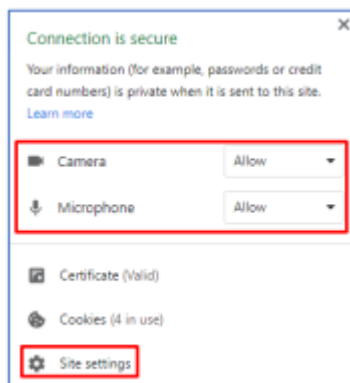 Connection is secure
Your information (for example, passwords or credit
card numbers) is private when it is sent to this site.
Learn more
Camera Allow
Microphone Allow
Certificate (Valid)
Cookies (4 in use)
Site settings